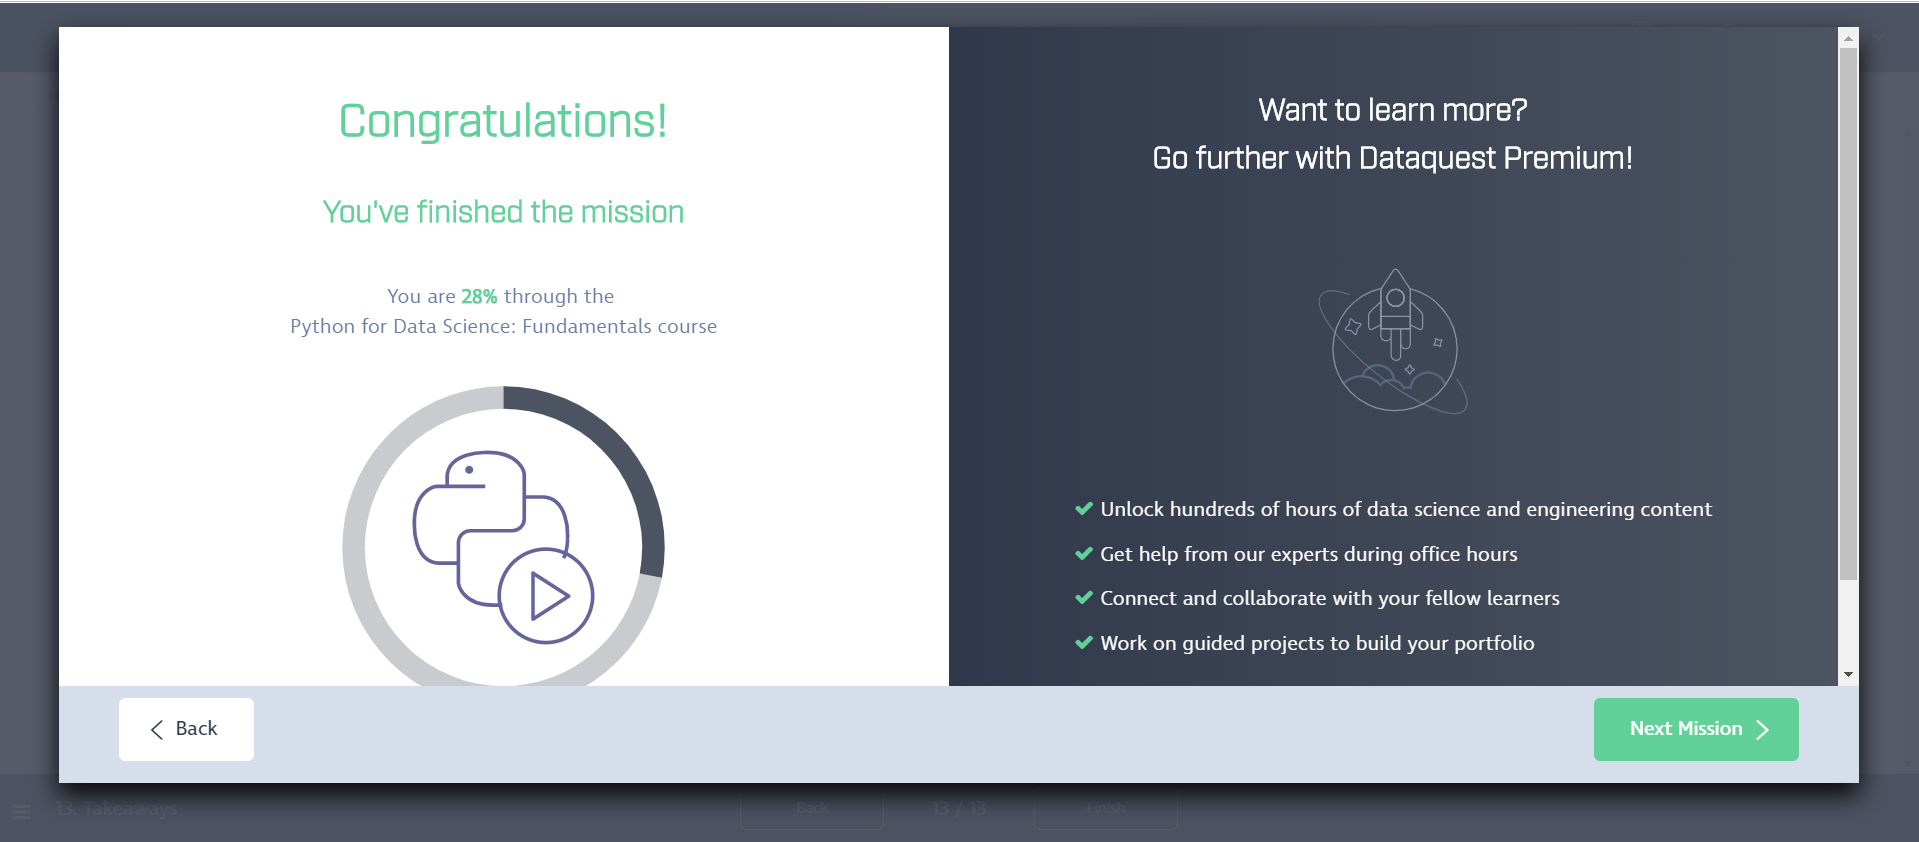 Congratulations!
You've finished the mission
You are 28% through the
Python for Data Science: Fundamentals course
Want to learn more?
Go further with Dataquest Premium!
Unlock hundreds of hours of data science and engineering content
Get help from our experts during office hours
Connect and collaborate with your fellow learners
Work on guided projects to build your portfolio
Back
Next Mission
13. Takeaways
Back
13 / 13
Finish